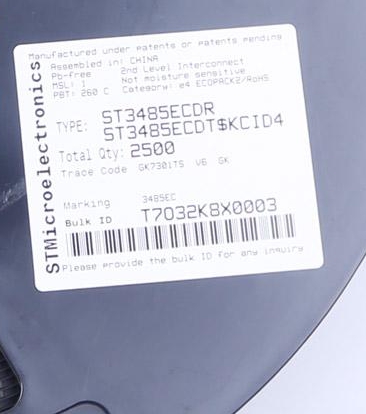 Manufactured under patents or patents pending
Assembled in: CHINA
Pb-free 2nd Level Interconnect
MSL: 1 Not moisture sensitive
PBT: 260 C Category: e4 ECOPACK2/RoHS
TYPE: ST3485ECDR
ST3485ECDT$KCID4
Total Qty: 2500
Trace Code GK7301TS V6 GK
Marking 3485EC
Bulk ID T7032K8X0003
Please provide the bulk ID for any inquiry
STMicroelectronics